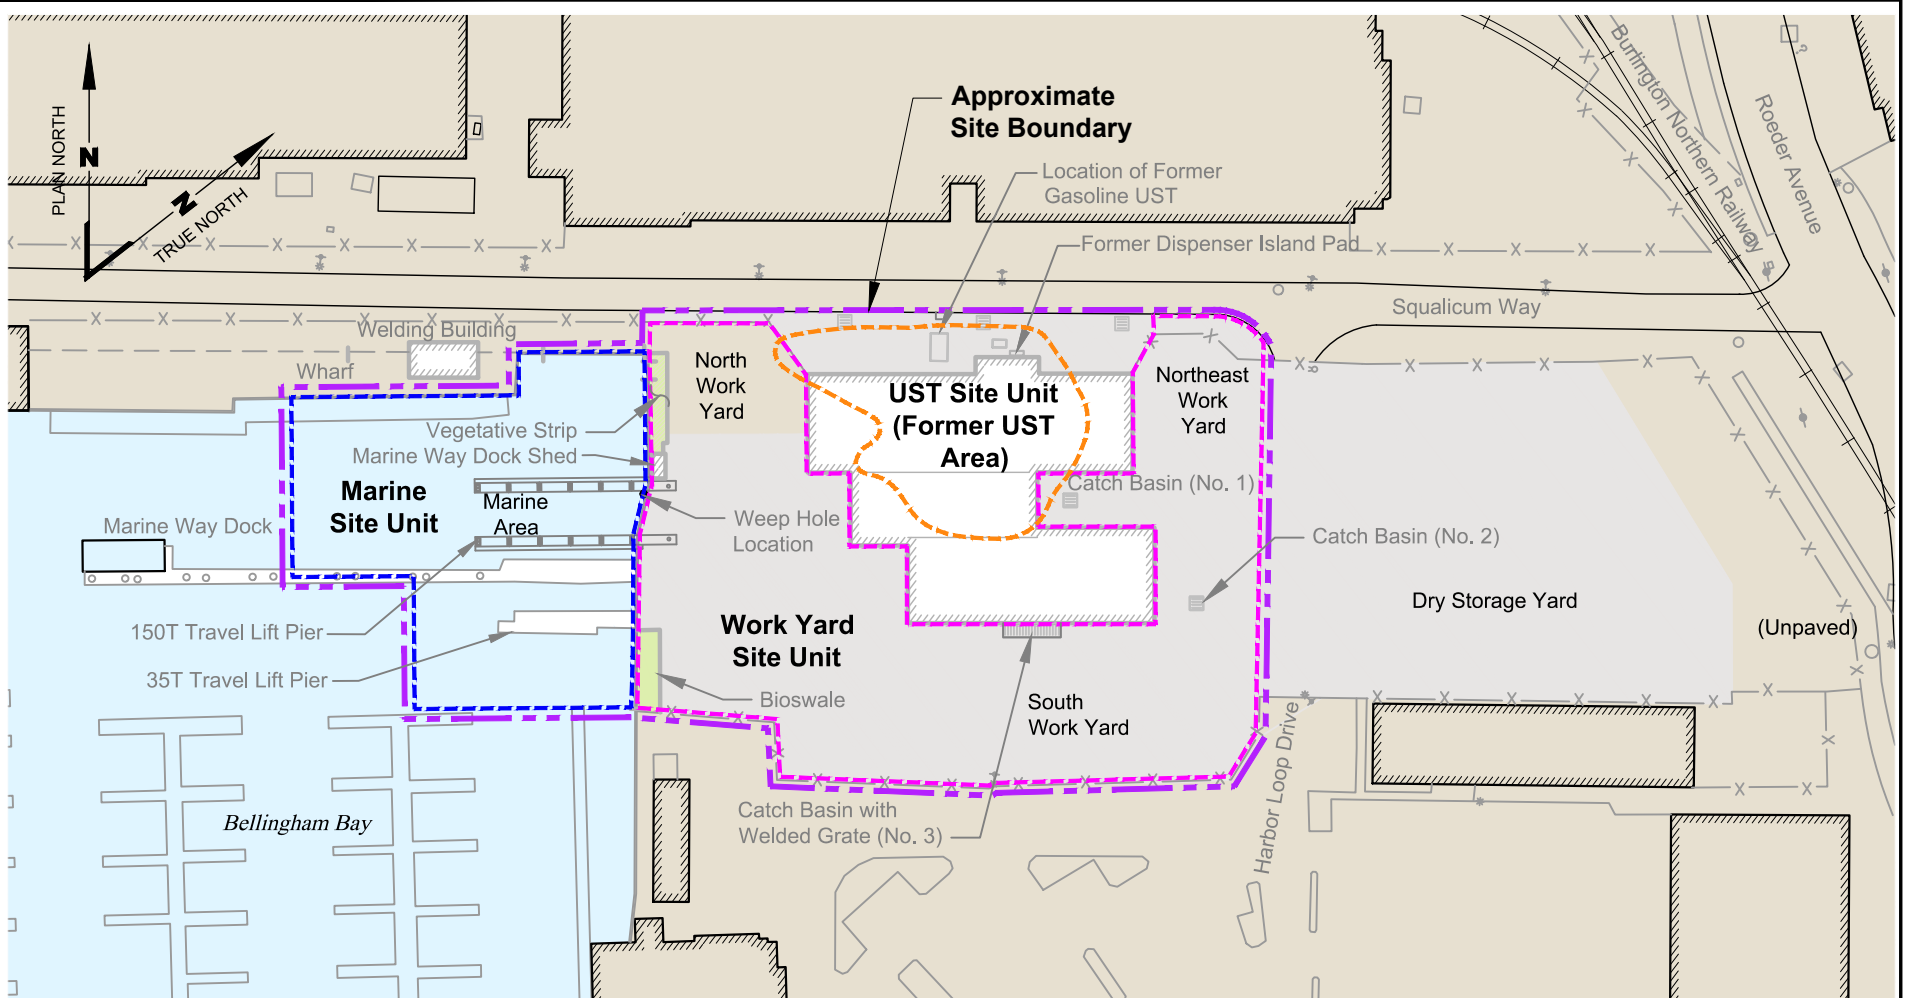 Approximate
Site Boundary
PLAN NORTH
N
N
TRUE NORTH
Location of Former
Gasoline UST
Former Dispenser Island Pad
Burlington Northern Railway
Roeder Avenue
Squalicum Way
Welding Building
Wharf
North
Work
Yard
UST Site Unit
(Former UST
Area)
Northeast
Work
Yard
Vegetative Strip
Marine Way Dock Shed
Marine
Site Unit
Marine
Area
Catch Basin (No. 1)
Marine Way Dock
Weep Hole
Location
Catch Basin (No. 2)
Dry Storage Yard
(Unpaved)
150T Travel Lift Pier
Work Yard
Site Unit
35T Travel Lift Pier
Bioswale
South
Work Yard
Harbor Loop Drive
Bellingham Bay
Catch Basin with
Welded Grate (No. 3)